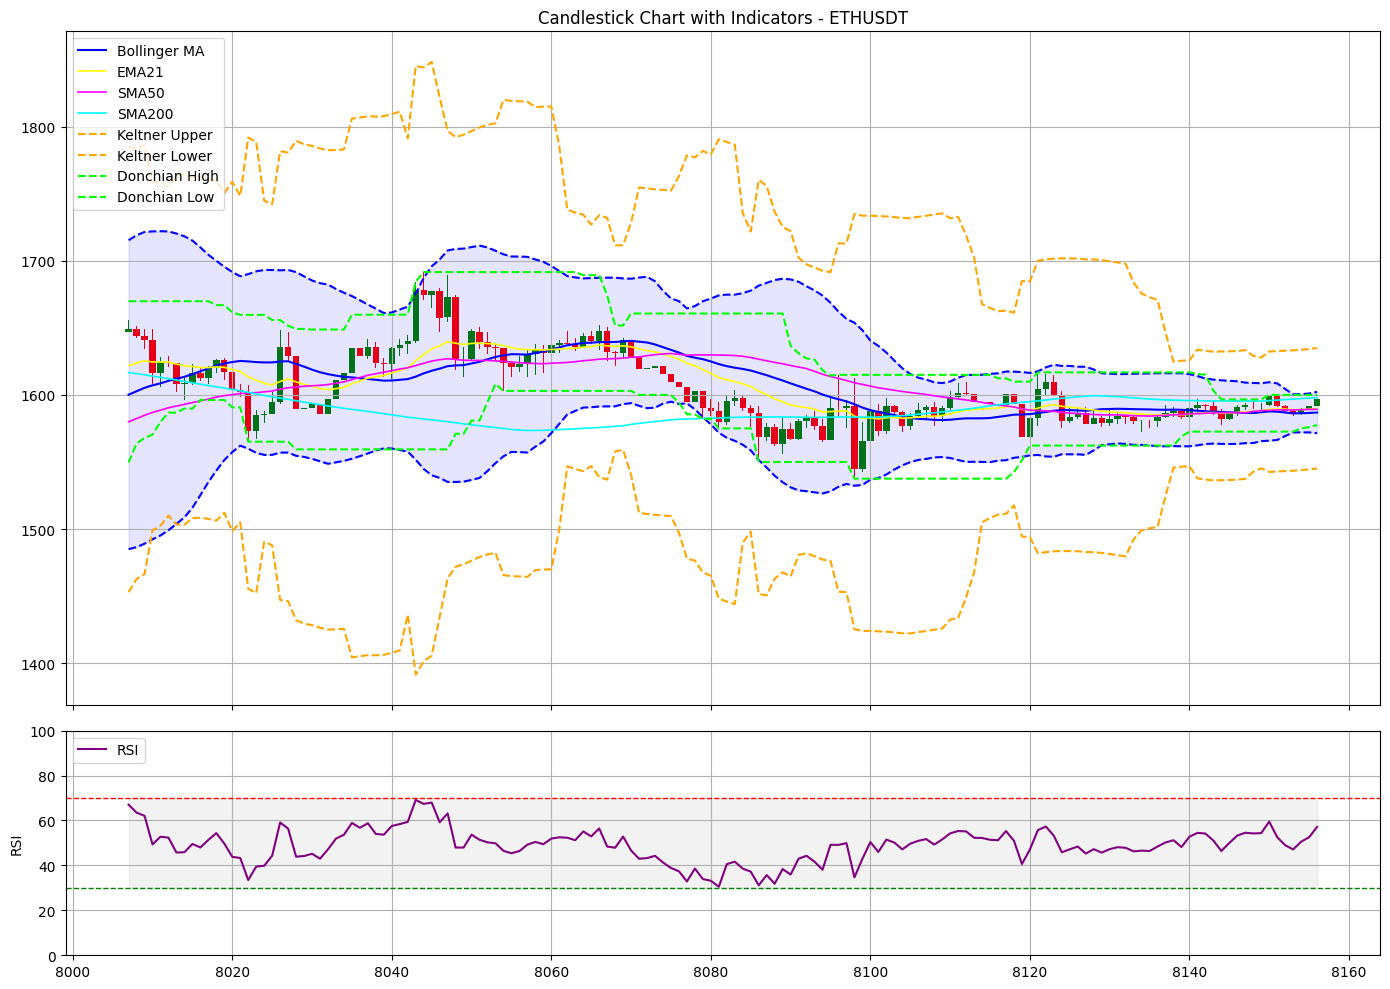 Candlestick Chart with Indicators - ETHUSDT
Bollinger MA
EMA21
SMA50
SMA200
Keltner Upper
Keltner Lower
Donchian High
Donchian Low
1800
1700
1600
1500
1400
RSI
100
80
60
40
20
0
RSI
8000 8020 8040 8060 8080 8100 8120 8140 8160